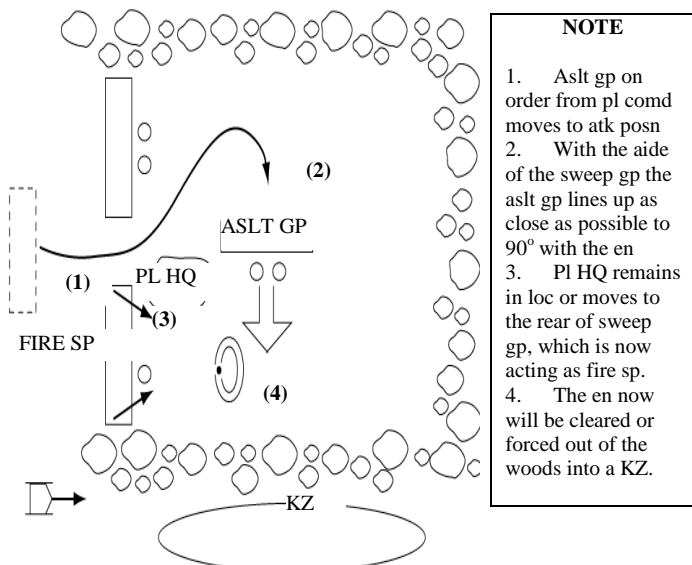 (2)
ASLT GP
(1)
PL HQ
(3)
FIRE SP
(4)
KZ
NOTE
1. Aslt gp on
order from pl comd
moves to atk posn
2. With the aide
of the sweep gp the
aslt gp lines up as
close as possible to
90° with the en
3. Pl HQ remains
in loc or moves to
the rear of sweep
gp, which is now
acting as fire sp.
4. The en now
will be cleared or
forced out of the
woods into a KZ.